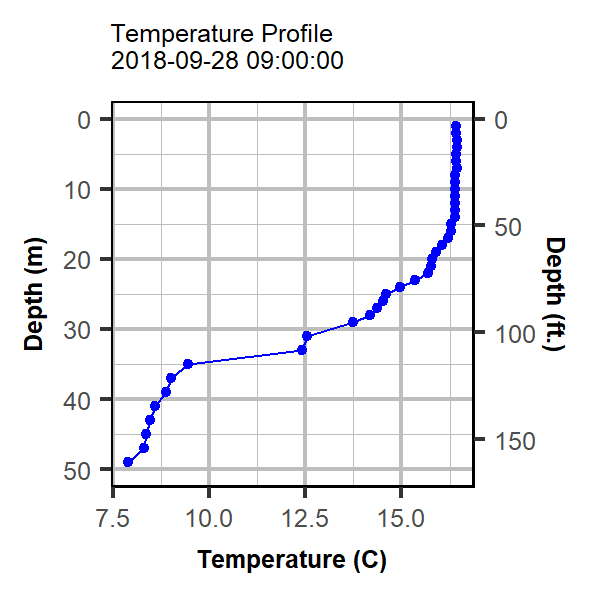 Temperature Profile
2018-09-28 09:00:00
Depth (m)
0
10
20
30
40
50
0
50
100
150
Depth (ft.)
7.5 10.0 12.5 15.0
Temperature (C)